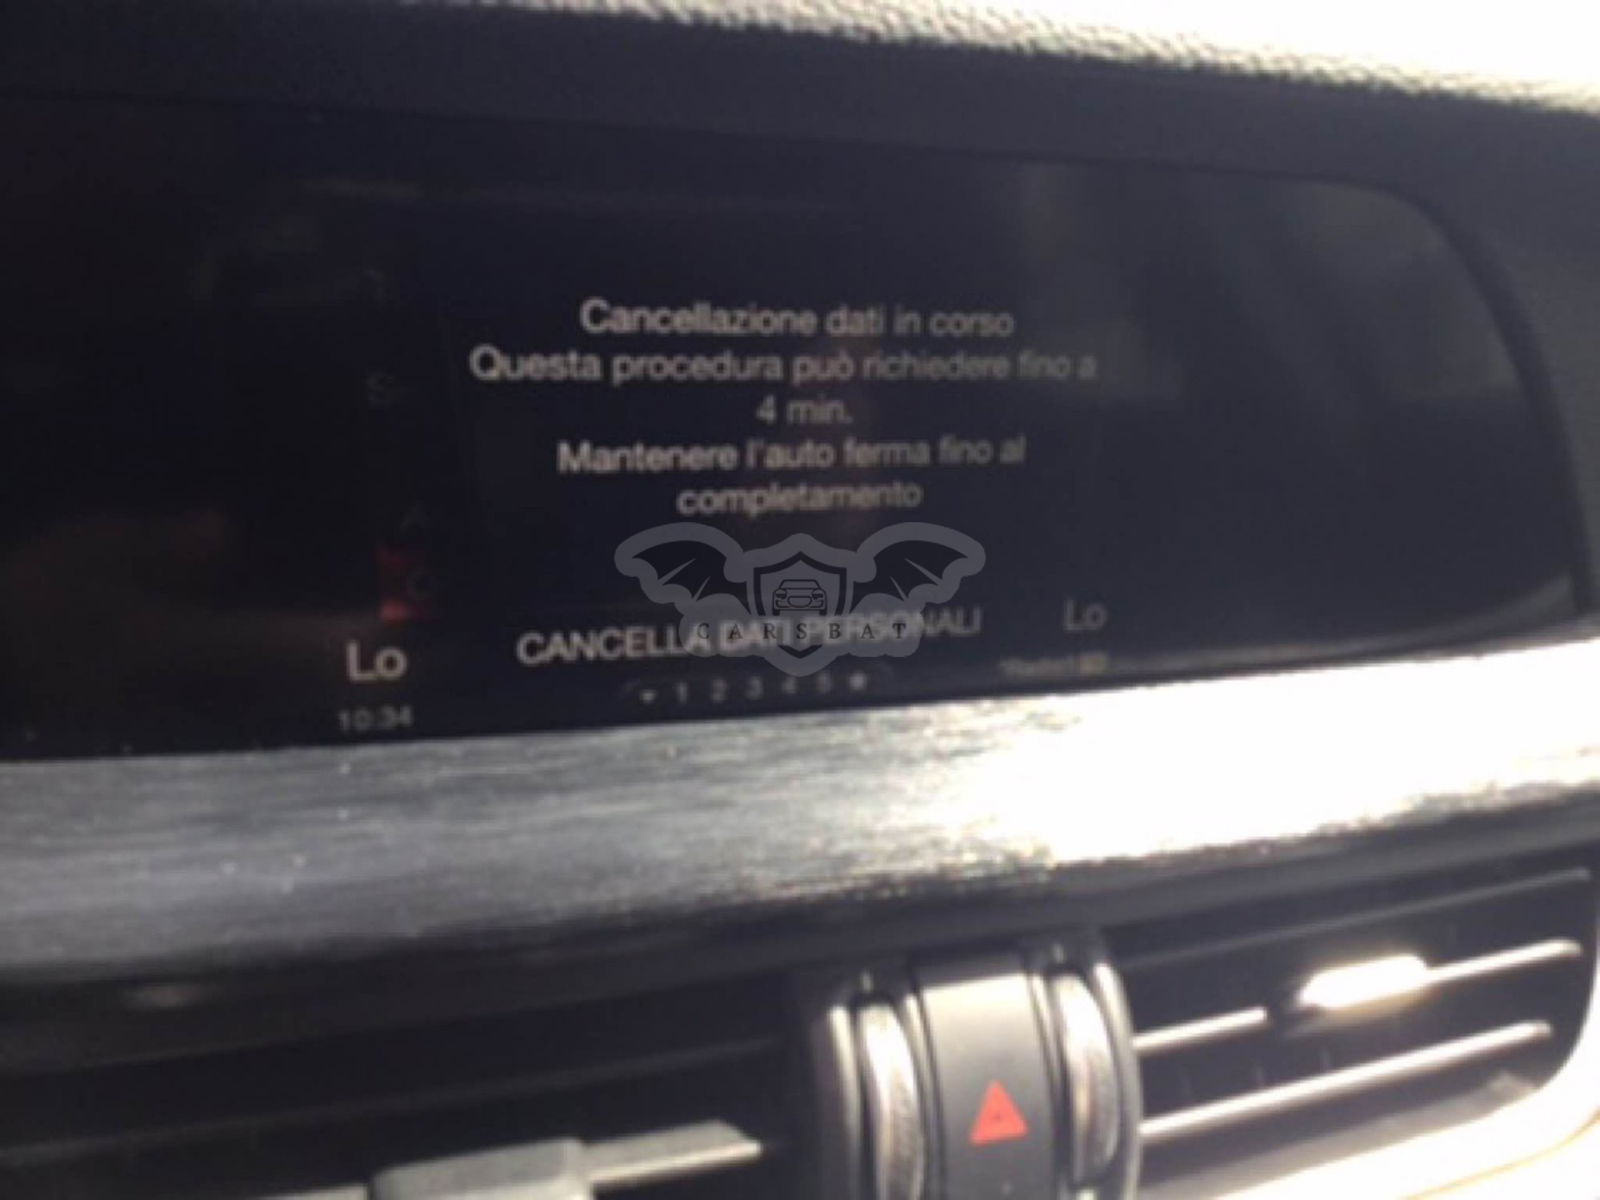 Cancellazione dati in corso
Questa procedura può richiedere fino a
4 min.
Mantenere l'auto ferma fino al
completamento
CARSBAT
CANCELLA DATI PERSONALI
Lo
Lo
1 2 3 4 5
10:34